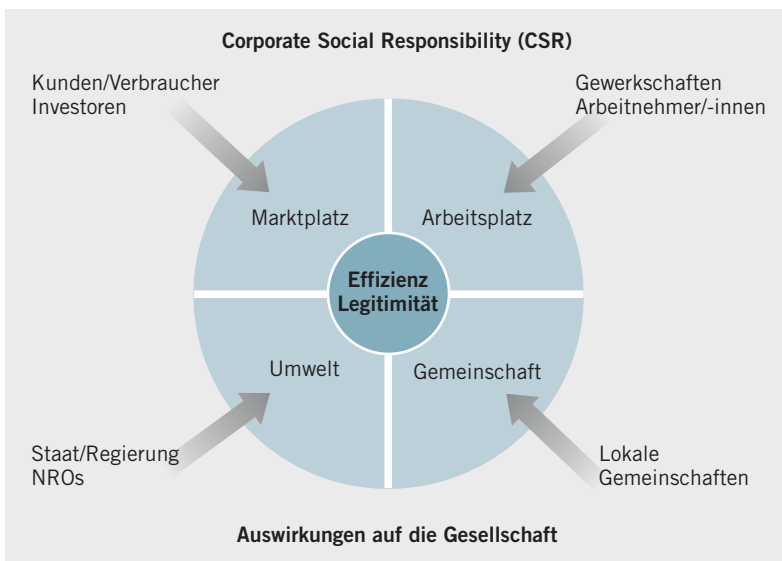 Corporate Social Responsibility (CSR)
Kunden/Verbraucher
Investoren
Gewerkschaften
Arbeitnehmer/-innen
Marktplatz
Arbeitsplatz
Effizienz
Legitimität
Umwelt
Gemeinschaft
Staat/Regierung
NROs
Lokale
Gemeinschaften
Auswirkungen auf die Gesellschaft